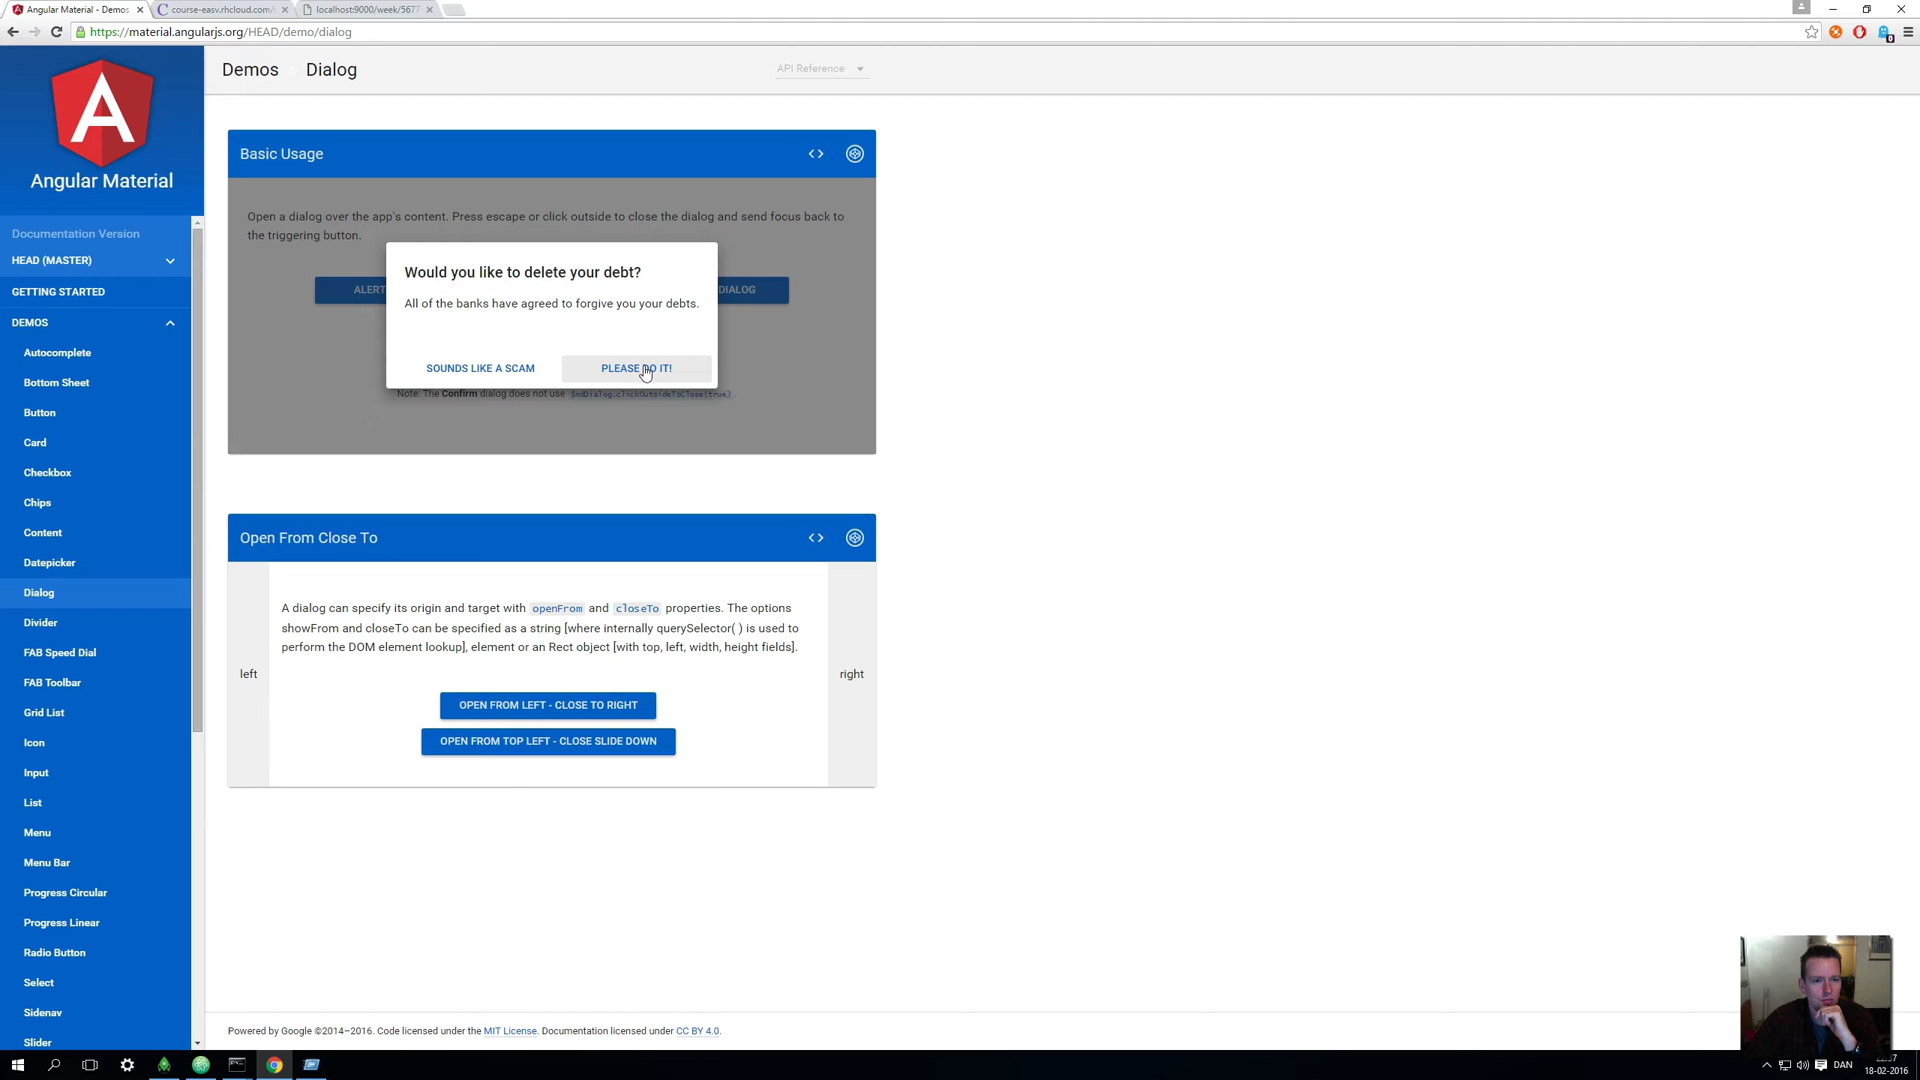 Angular Material - Demos
course-easv.rhcloud.com/
localhost:9000/week/5677
https://material.angularjs.org/HEAD/demo/dialog
Demos
Dialog
API Reference
Angular Material
Documentation Version
HEAD (MASTER)
GETTING STARTED
DEMOS
Autocomplete
Bottom Sheet
Button
Card
Checkbox
Chips
Content
Datepicker
Dialog
Divider
FAB Speed Dial
FAB Toolbar
Grid List
Icon
Input
List
Menu
Menu Bar
Progress Circular
Progress Linear
Radio Button
Select
Sidenav
Slider
Basic Usage
Open a dialog over the app's content. Press escape or click outside to close the dialog and send focus back to
the triggering button.
ALERT
DIALOG
Would you like to delete your debt?
All of the banks have agreed to forgive you your debts.
SOUNDS LIKE A SCAM
PLEASE DO IT!
Note: The Confirm dialog does not use $mdDialog.clickOutsideToClose(true) .
Open From Close To
A dialog can specify its origin and target with openFrom and closeTo properties. The options
showFrom and closeTo can be specified as a string [where internally querySelector( ) is used to
perform the DOM element lookup], element or an Rect object [with top, left, width, height fields].
left
right
OPEN FROM LEFT - CLOSE TO RIGHT
OPEN FROM TOP LEFT - CLOSE SLIDE DOWN
Powered by Google ©2014–2016. Code licensed under the MIT License. Documentation licensed under CC BY 4.0.
DAN
18-02-2016